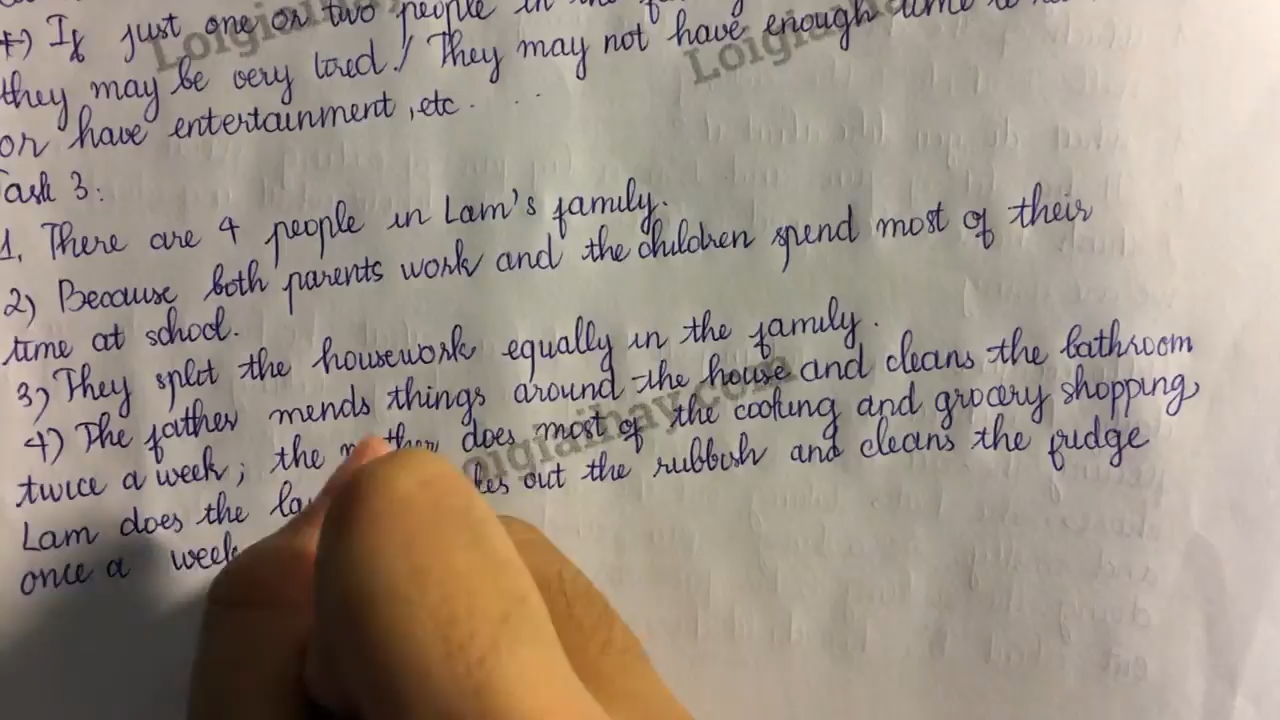 +) If just one or two people in the
they may be very tired! They may not have enough time to
or have entertainment, etc . . .
Task 3:
1, There are 4 people in Lam's family.
2) Because both parents work and the children spend most of their
time at school.
3) They split the housework equally in the family.
4) The father mends things around the house and cleans the bathroom
twice a week; the mother does most of the cooking and grocery shopping,
Lam does the out the rubbish and cleans the fridge
once a week
Loigiaihay.com